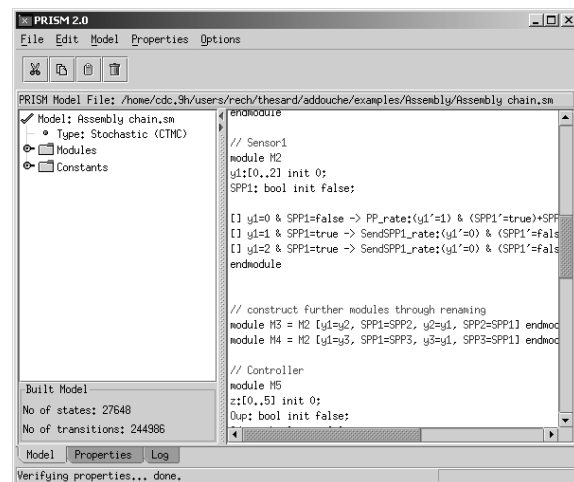 PRISM 2.0
File Edit Model Properties Options
PRISM Model File: /home/cdc.9h/users/rech/thesard/addouche/examples/Assembly/Assembly chain.sm
Model: Assembly chain.sm
Type: Stochastic (CTMC)
Modules
Constants
Built Model
No of states: 27648
No of transitions: 244986
endmodule
// Sensor1
module M2
y1:[0..2] init 0;
SPP1: bool init false;
[] y1=0 & SPP1=false -> PP_rate:(y1'=1) & (SPP1'=true)+SPF
[] y1=1 & SPP1=true -> SendSPP1_rate:(y1'=0) & (SPP1'=fals
[] y1=2 & SPP1=true -> SendSPP1_rate:(y1'=0) & (SPP1'=fals
endmodule
// construct further modules through renaming
module M3 = M2 [y1=y2, SPP1=SPP2, y2=y1, SPP2=SPP1] endmoc
module M4 = M2 [y1=y3, SPP1=SPP3, y3=y1, SPP3=SPP1] endmoc
// Controller
module M5
z:[0..5] init 0;
Oup: bool init false;
Model Properties Log
Verifying properties... done.